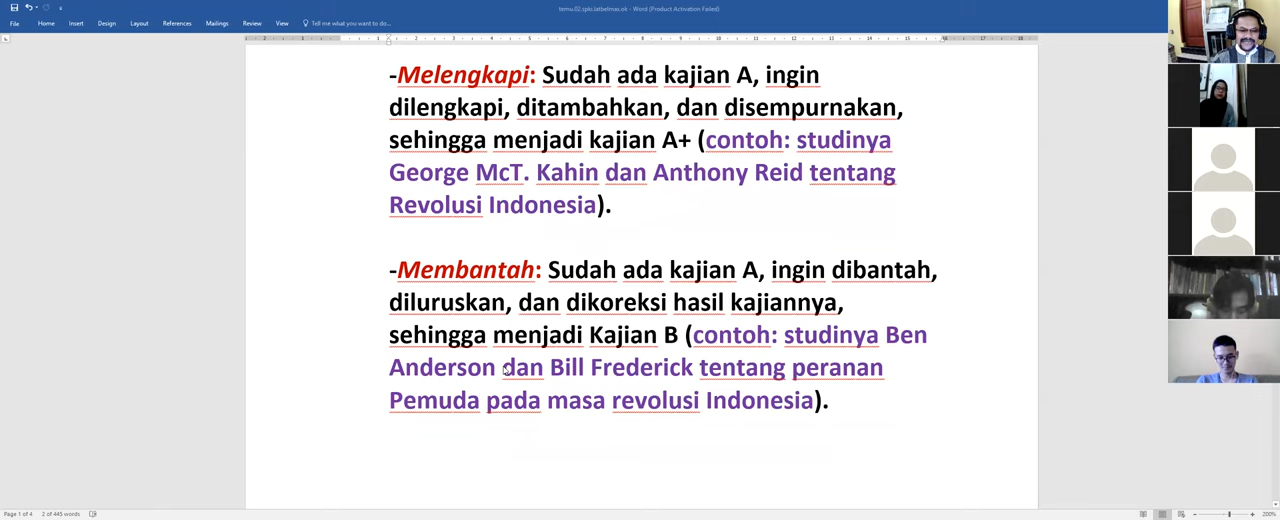 temu.02.spks.latbelmas.ok - Word (Product Activation Failed)
File Home Insert Design Layout References Mailings Review View Tell me what you want to do...
-Melengkapi: Sudah ada kajian A, ingin
dilengkapi, ditambahkan, dan disempurnakan,
sehingga menjadi kajian A+ (contoh: studinya
George McT. Kahin dan Anthony Reid tentang
Revolusi Indonesia).
-Membantah: Sudah ada kajian A, ingin dibantah,
diluruskan, dan dikoreksi hasil kajiannya,
sehingga menjadi Kajian B (contoh: studinya Ben
Anderson dan Bill Frederick tentang peranan
Pemuda pada masa revolusi Indonesia).
Page 1 of 4 2 of 445 words 200%